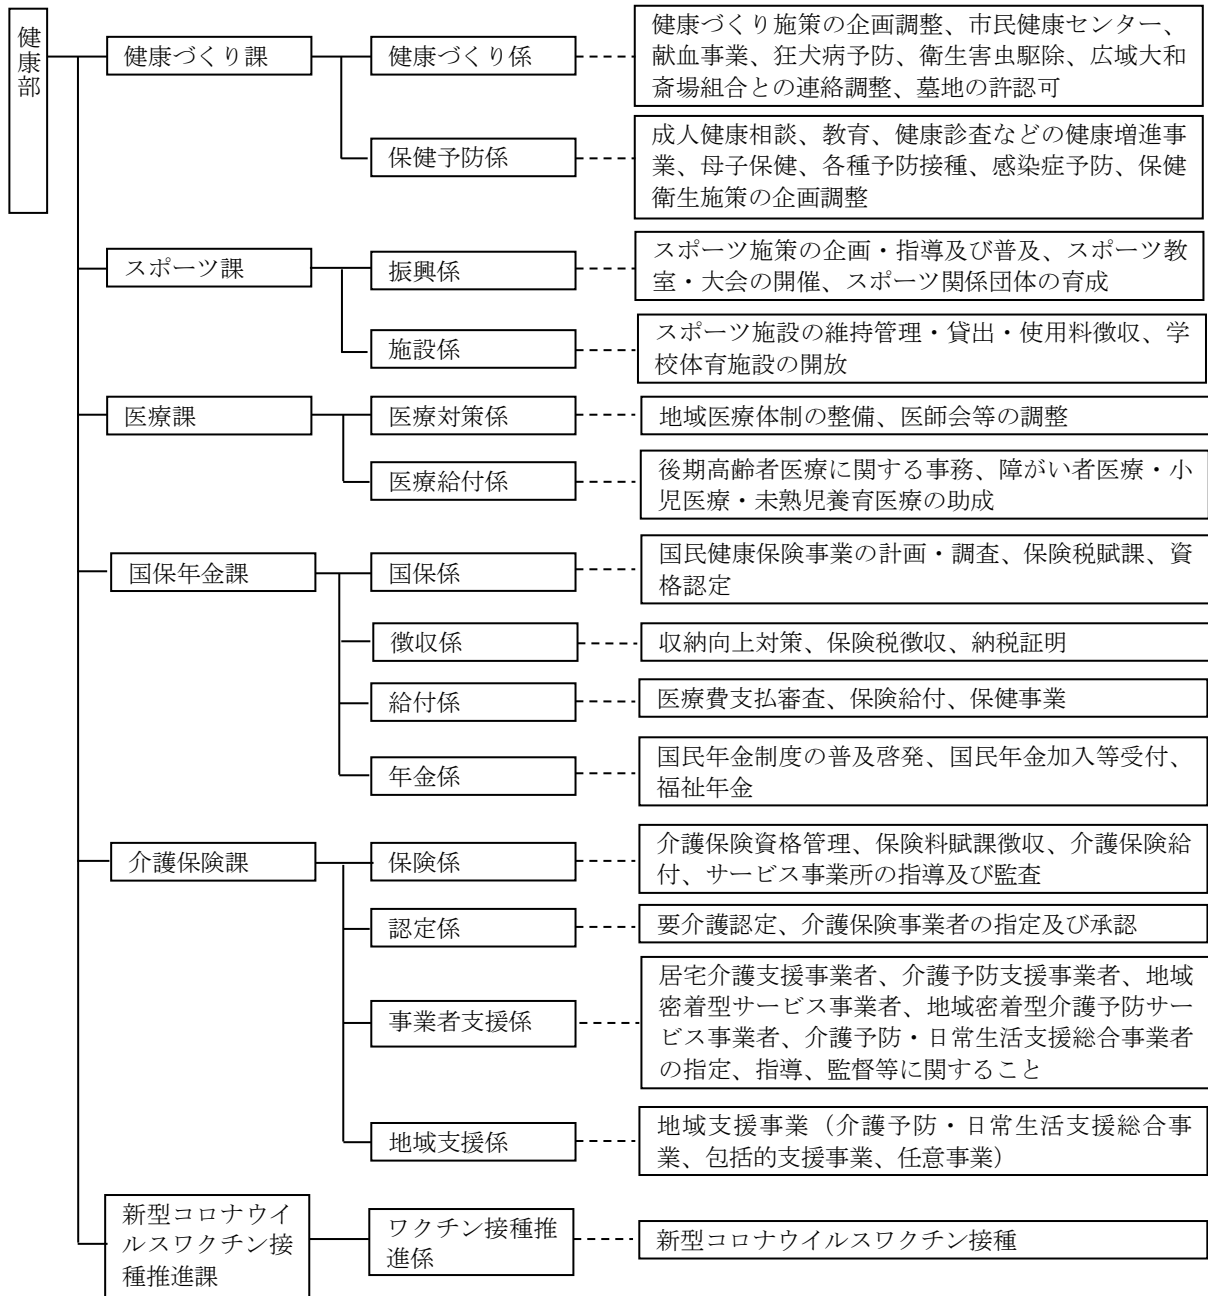 健康部
健康づくり課
健康づくり係
健康づくり施策の企画調整、市民健康センター、
献血事業、狂犬病予防、衛生害虫駆除、広域大和
斎場組合との連絡調整、墓地の許認可
保健予防係
成人健康相談、教育、健康診査などの健康増進事
業、母子保健、各種予防接種、感染症予防、保健
衛生施策の企画調整
スポーツ課
振興係
スポーツ施策の企画・指導及び普及、スポーツ教
室・大会の開催、スポーツ関係団体の育成
施設係
スポーツ施設の維持管理・貸出・使用料徴収、学
校体育施設の開放
医療課
医療対策係
地域医療体制の整備、医師会等の調整
医療給付係
後期高齢者医療に関する事務、障がい者医療・小
児医療・未熟児養育医療の助成
国保年金課
国保係
国民健康保険事業の計画・調査、保険税賦課、資
格認定
徴収係
収納向上対策、保険税徴収、納税証明
給付係
医療費支払審査、保険給付、保健事業
年金係
国民年金制度の普及啓発、国民年金加入等受付、
福祉年金
介護保険課
保険係
介護保険資格管理、保険料賦課徴収、介護保険給
付、サービス事業所の指導及び監査
認定係
要介護認定、介護保険事業者の指定及び承認
事業者支援係
居宅介護支援事業者、介護予防支援事業者、地域
密着型サービス事業者、地域密着型介護予防サー
ビス事業者、介護予防・日常生活支援総合事業者
の指定、指導、監督等に関すること
地域支援係
地域支援事業（介護予防・日常生活支援総合事
業、包括的支援事業、任意事業）
新型コロナウイ
ルスワクチン接
種推進課
ワクチン接種推
進係
新型コロナウイルスワクチン接種